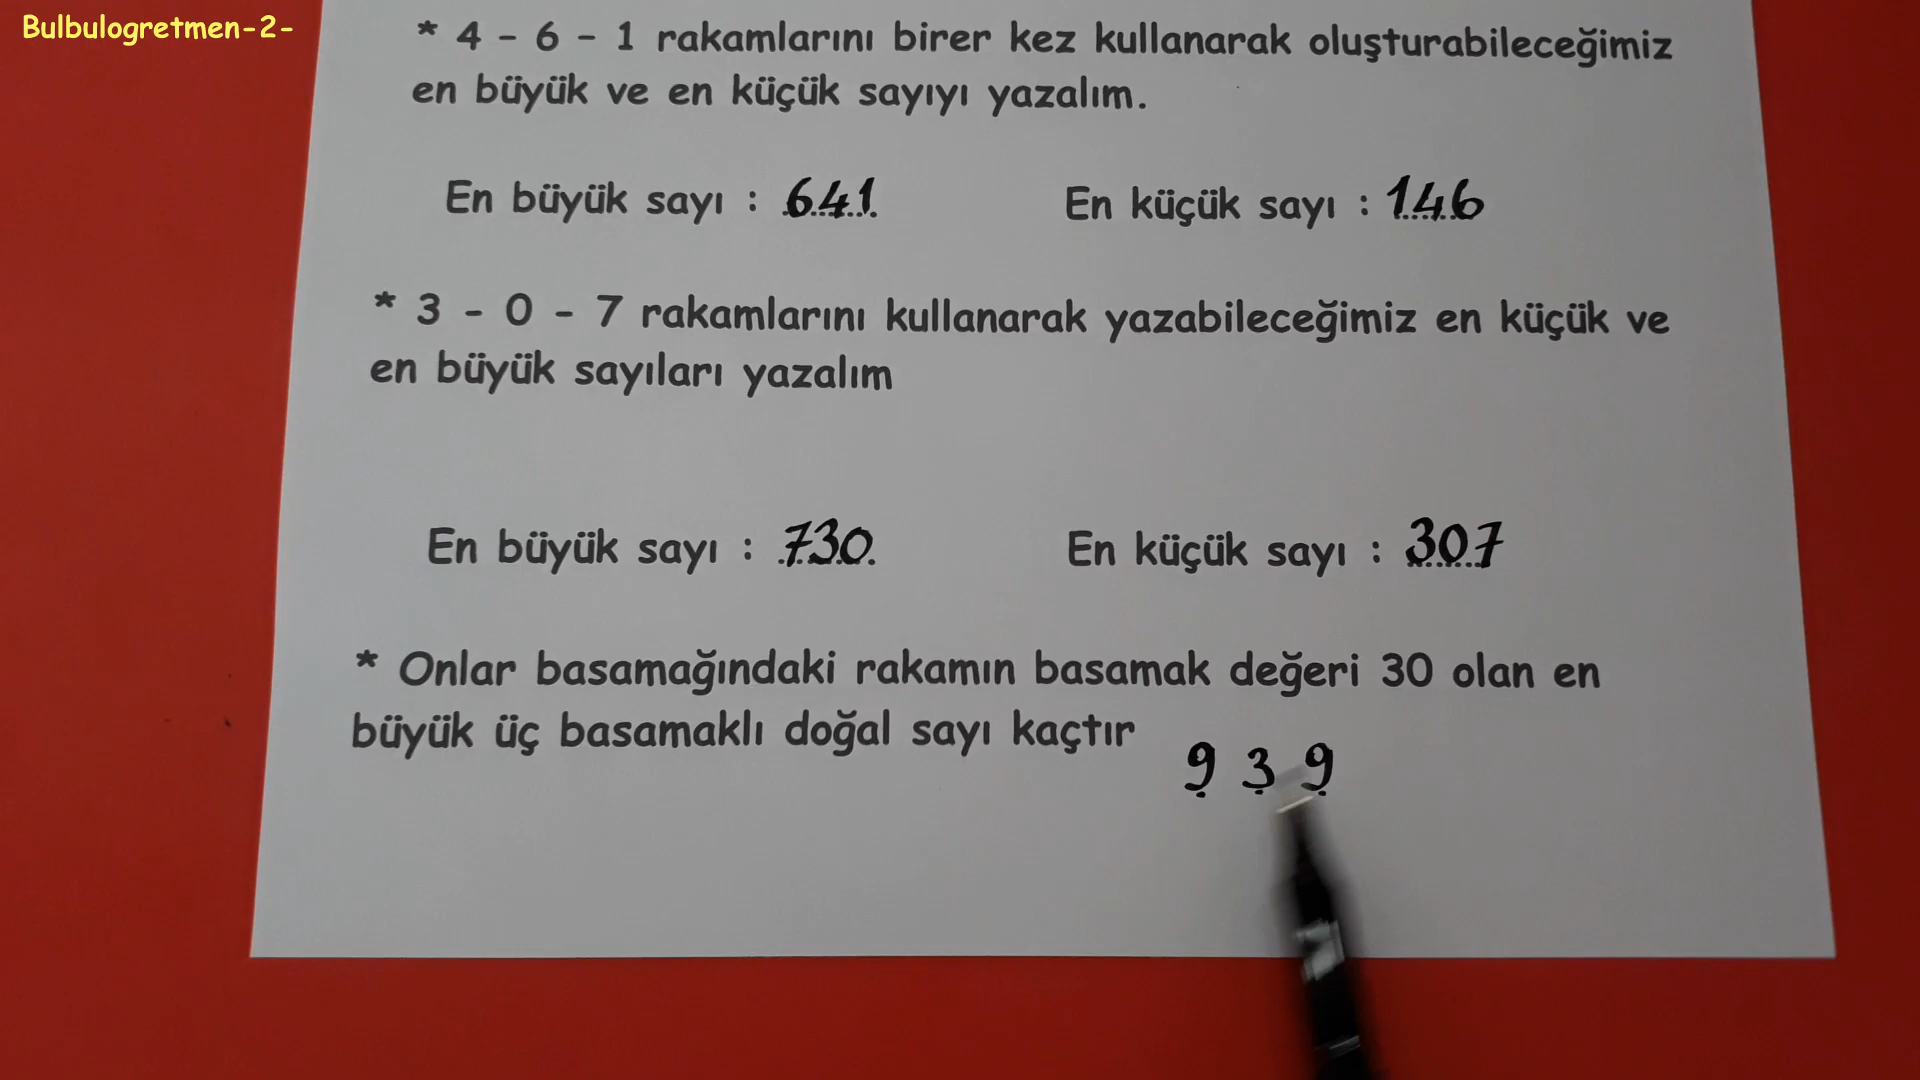 Bulbulogretmen-2-
* 4 - 6 - 1 rakamlarını birer kez kullanarak oluşturabileceğimiz
en büyük ve en küçük sayıyı yazalım.
En büyük sayı : 641 En küçük sayı : 146
* 3 - 0 - 7 rakamlarını kullanarak yazabileceğimiz en küçük ve
en büyük sayıları yazalım
En büyük sayı : 730 En küçük sayı : 307
* Onlar basamağındaki rakamın basamak değeri 30 olan en
büyük üç basamaklı doğal sayı kaçtır
9 3 9